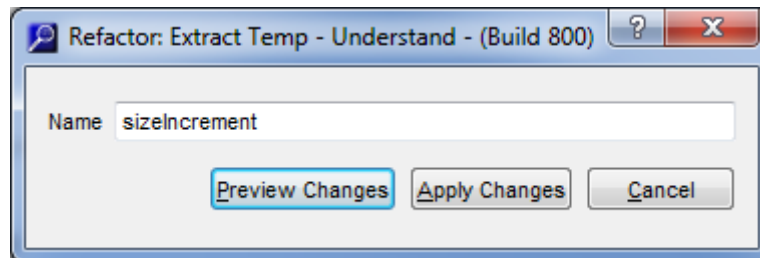 Refactor: Extract Temp - Understand - (Build 800) ? X
Name sizeIncrement
Preview Changes Apply Changes Cancel